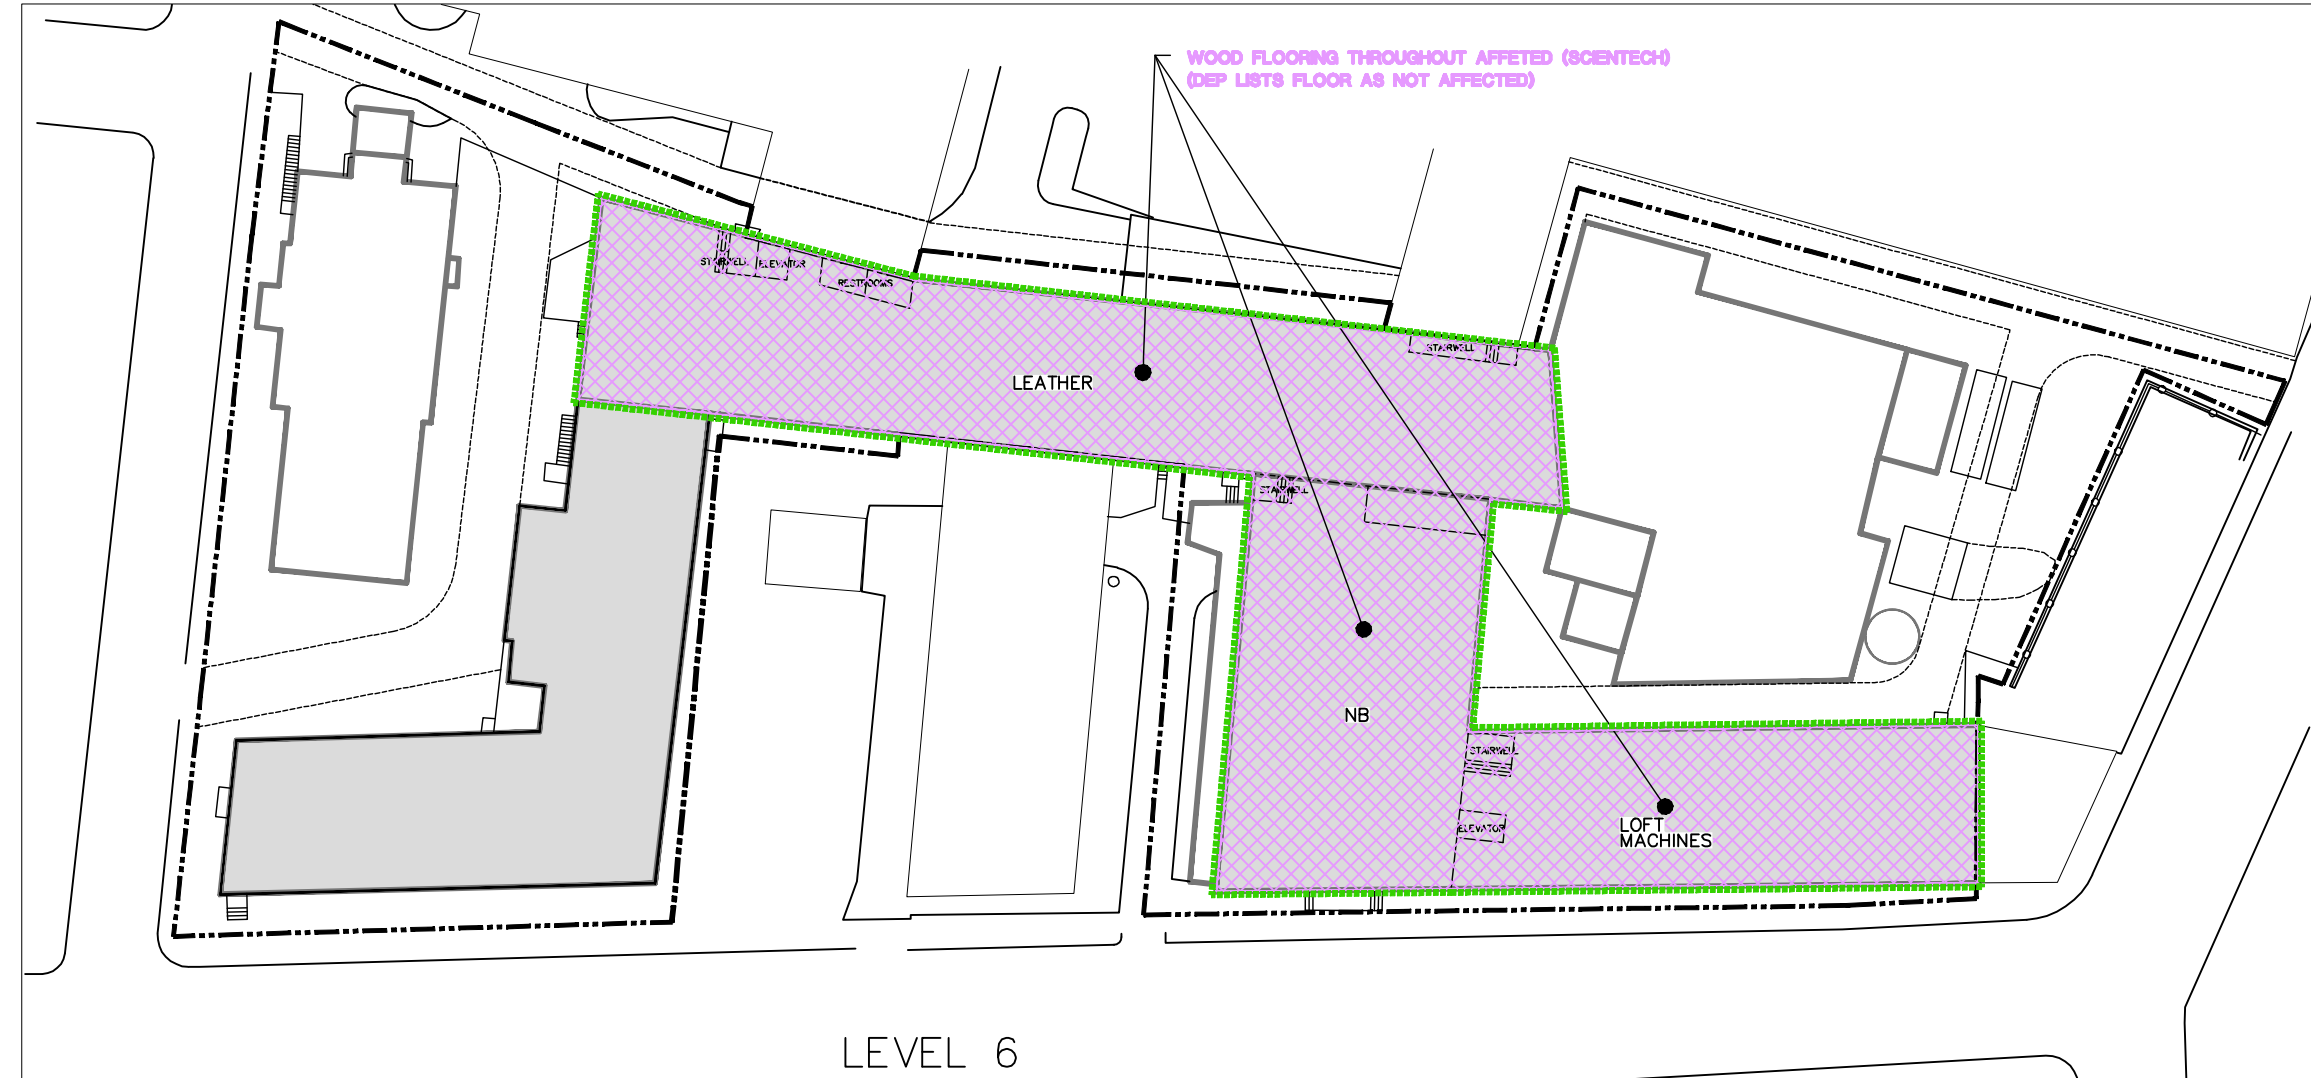 WOOD FLOORING THROUGHOUT AFFETED (SCIENTECH)
(DEP LISTS FLOOR AS NOT AFFECTED)
STAIRWELL
ELEVATOR
RESTROOMS
STAIRWELL
LEATHER
STAIRWELL
NB
STAIRWELL
ELEVATOR
LOFT
MACHINES
LEVEL 6